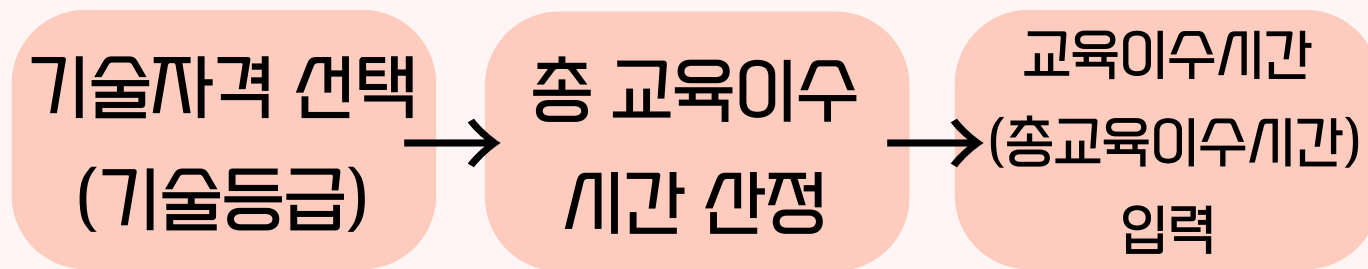 기술자격 선택
(기술등급)
총 교육이수
시간 산정
교육이수시간
(총교육이수시간)
입력